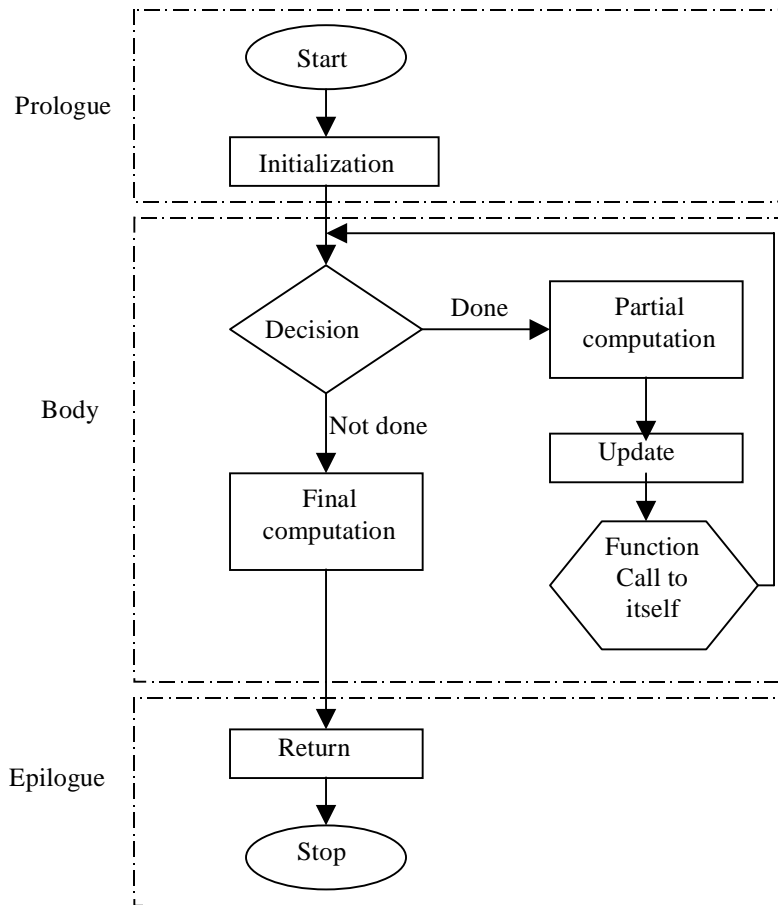 Start
Prologue
Initialization
Decision
Done
Partial
computation
Body
Not done
Update
Final
computation
Function
Call to
itself
Return
Epilogue
Stop